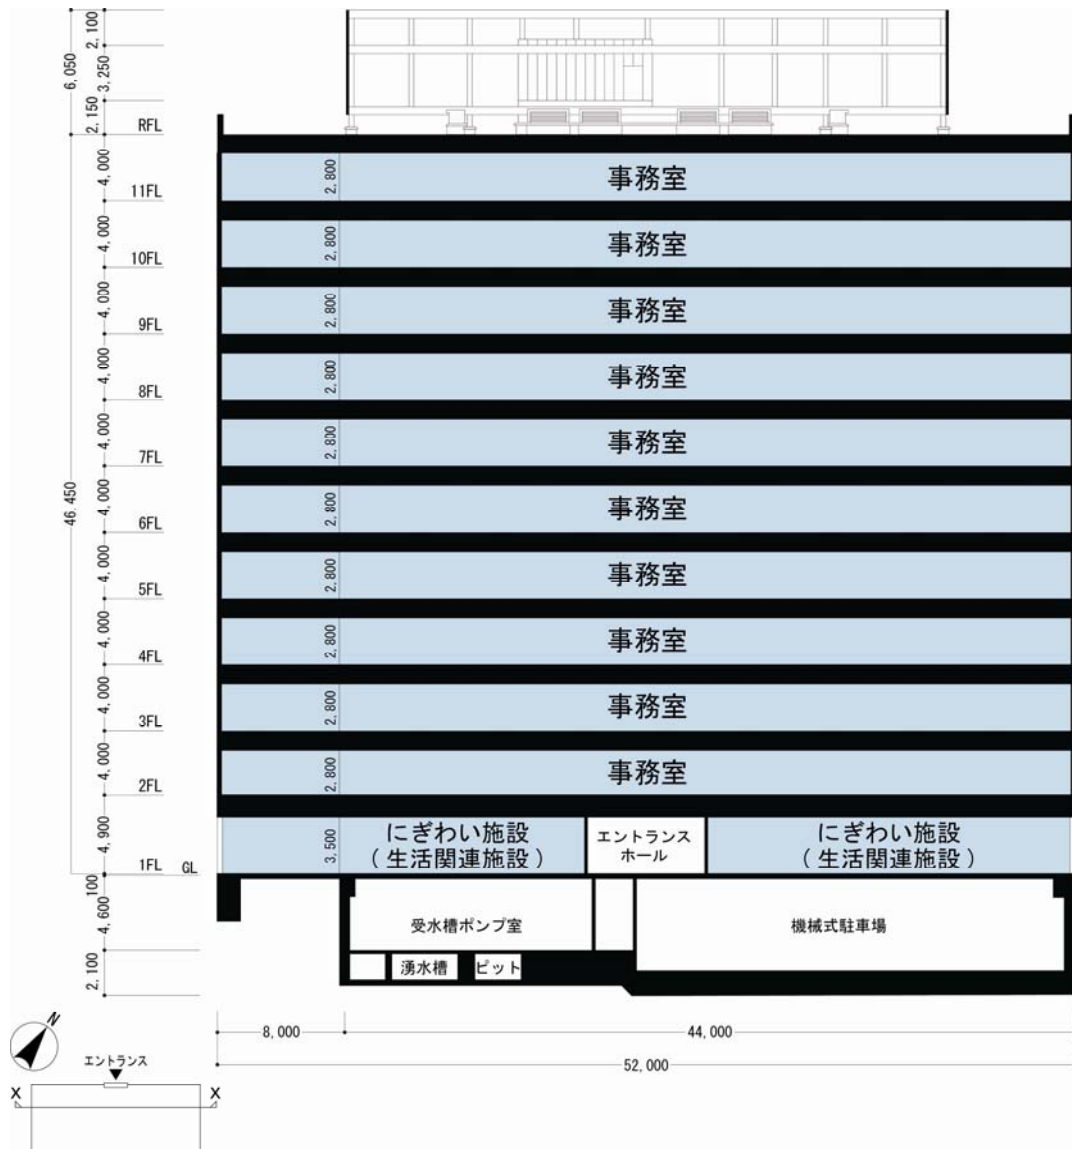 2,100
6,050
3,250
2,150
RFL
4,000
2,800
事務室
11FL
4,000
2,800
事務室
10FL
4,000
2,800
事務室
9FL
4,000
2,800
事務室
8FL
4,000
2,800
事務室
7FL
46.450
4,000
2,800
事務室
6FL
4,000
2,800
事務室
5FL
4,000
2,800
事務室
4FL
4,000
2,800
事務室
3FL
4,000
2,800
事務室
2FL
4,900
3,500
にぎわい施設
(生活関連施設)
エントランス
ホール
にぎわい施設
(生活関連施設)
1FL
GL
100
4,600
受水槽ポンプ室
機械式駐車場
2,100
湧水槽
ピット
8,000
44,000
52,000
N
エントランス
X
X